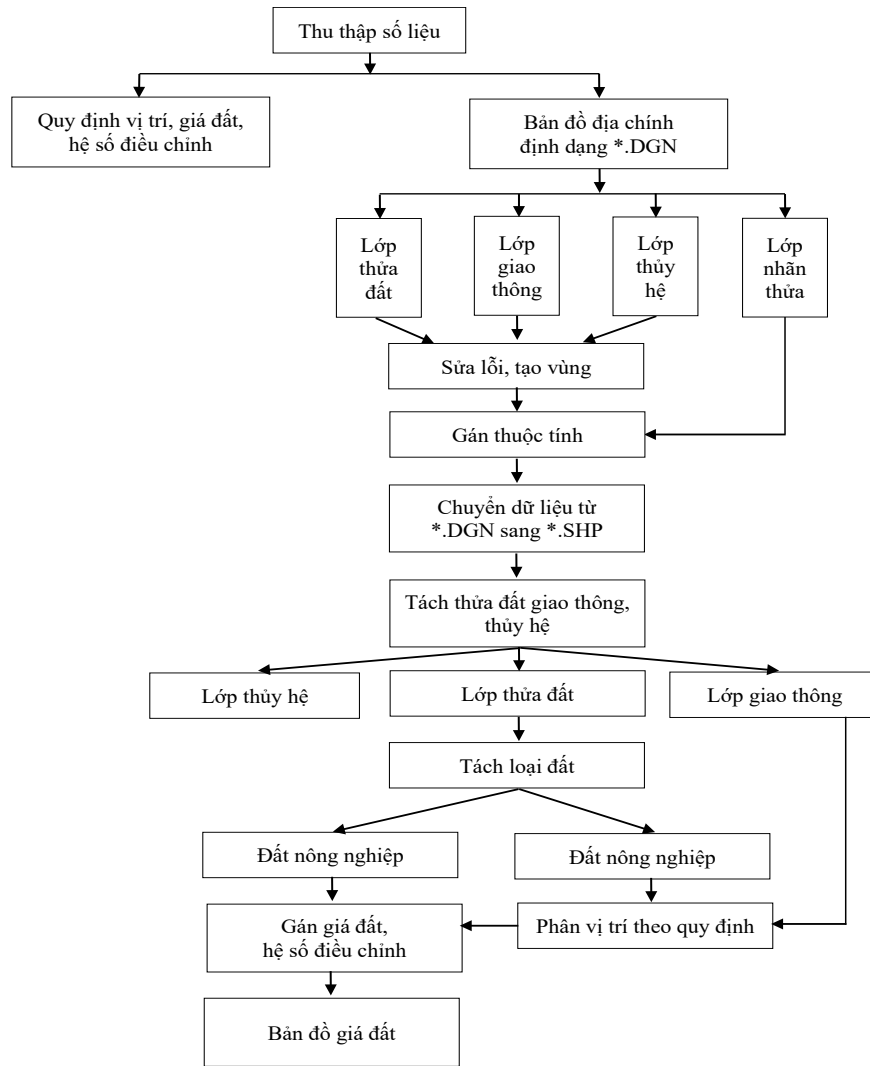 Thu thập số liệu
Quy định vị trí, giá đất,
hệ số điều chỉnh
Bản đồ địa chính
định dạng *.DGN
Lớp
thửa
đất
Lớp
giao
thông
Lớp
thủy
hệ
Lớp
nhãn
thửa
Sửa lỗi, tạo vùng
Gán thuộc tính
Chuyển dữ liệu từ
*.DGN sang *.SHP
Tách thửa đất giao thông,
thủy hệ
Lớp thủy hệ
Lớp thửa đất
Lớp giao thông
Tách loại đất
Đất nông nghiệp
Đất nông nghiệp
Gán giá đất,
hệ số điều chỉnh
Phân vị trí theo quy định
Bản đồ giá đất